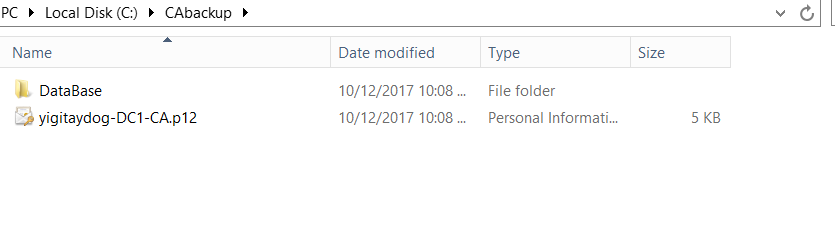 PC Local Disk (C:) CAbackup
Name Date modified Type Size
DataBase 10/12/2017 10:08 ... File folder
yigitaydog-DC1-CA.p12 10/12/2017 10:08 ... Personal Informati... 5 KB